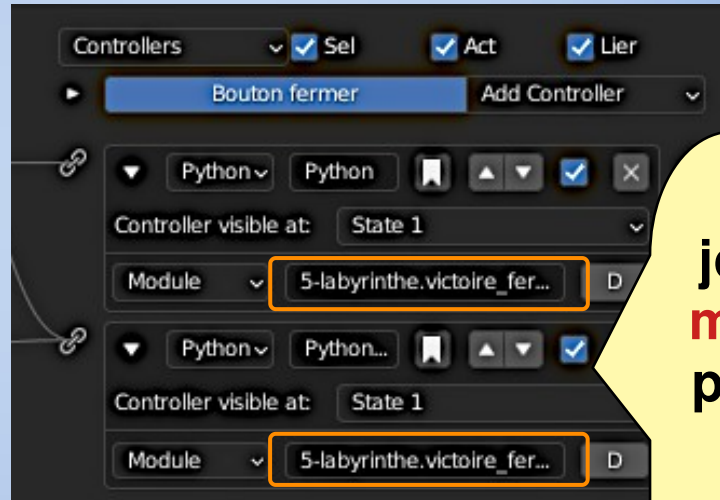 Controllers Sel Act Lier
Bouton fermer Add Controller
Python Python
Controller visible at: State 1
Module 5-labyrinthe.victoire_fer... D
Python Python...
Controller visible at: State 1
Module 5-labyrinthe.victoire_fer... D